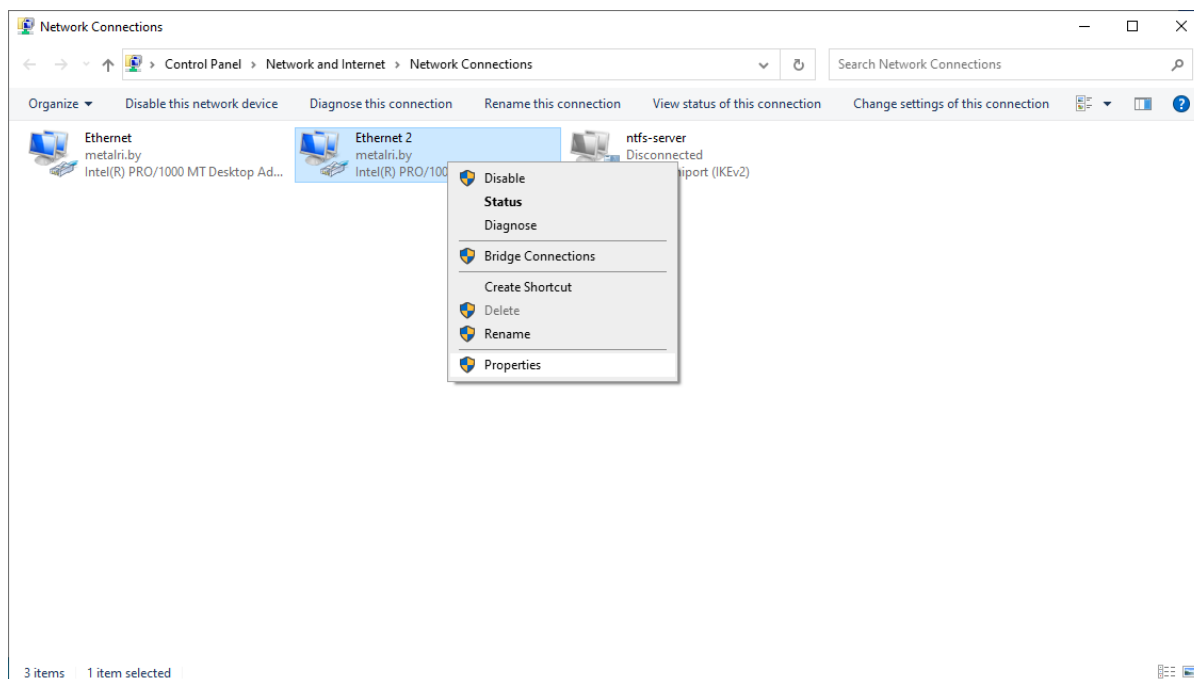 Network Connections
Control Panel > Network and Internet > Network Connections
Search Network Connections
Organize
Disable this network device
Diagnose this connection
Rename this connection
View status of this connection
Change settings of this connection
Ethernet
metalri.by
Intel(R) PRO/1000 MT Desktop Ad...
Ethernet 2
metalri.by
Intel(R) PRO/100
ntfs-server
Disconnected
iport (IKEv2)
Disable
Status
Diagnose
Bridge Connections
Create Shortcut
Delete
Rename
Properties
3 items
1 item selected